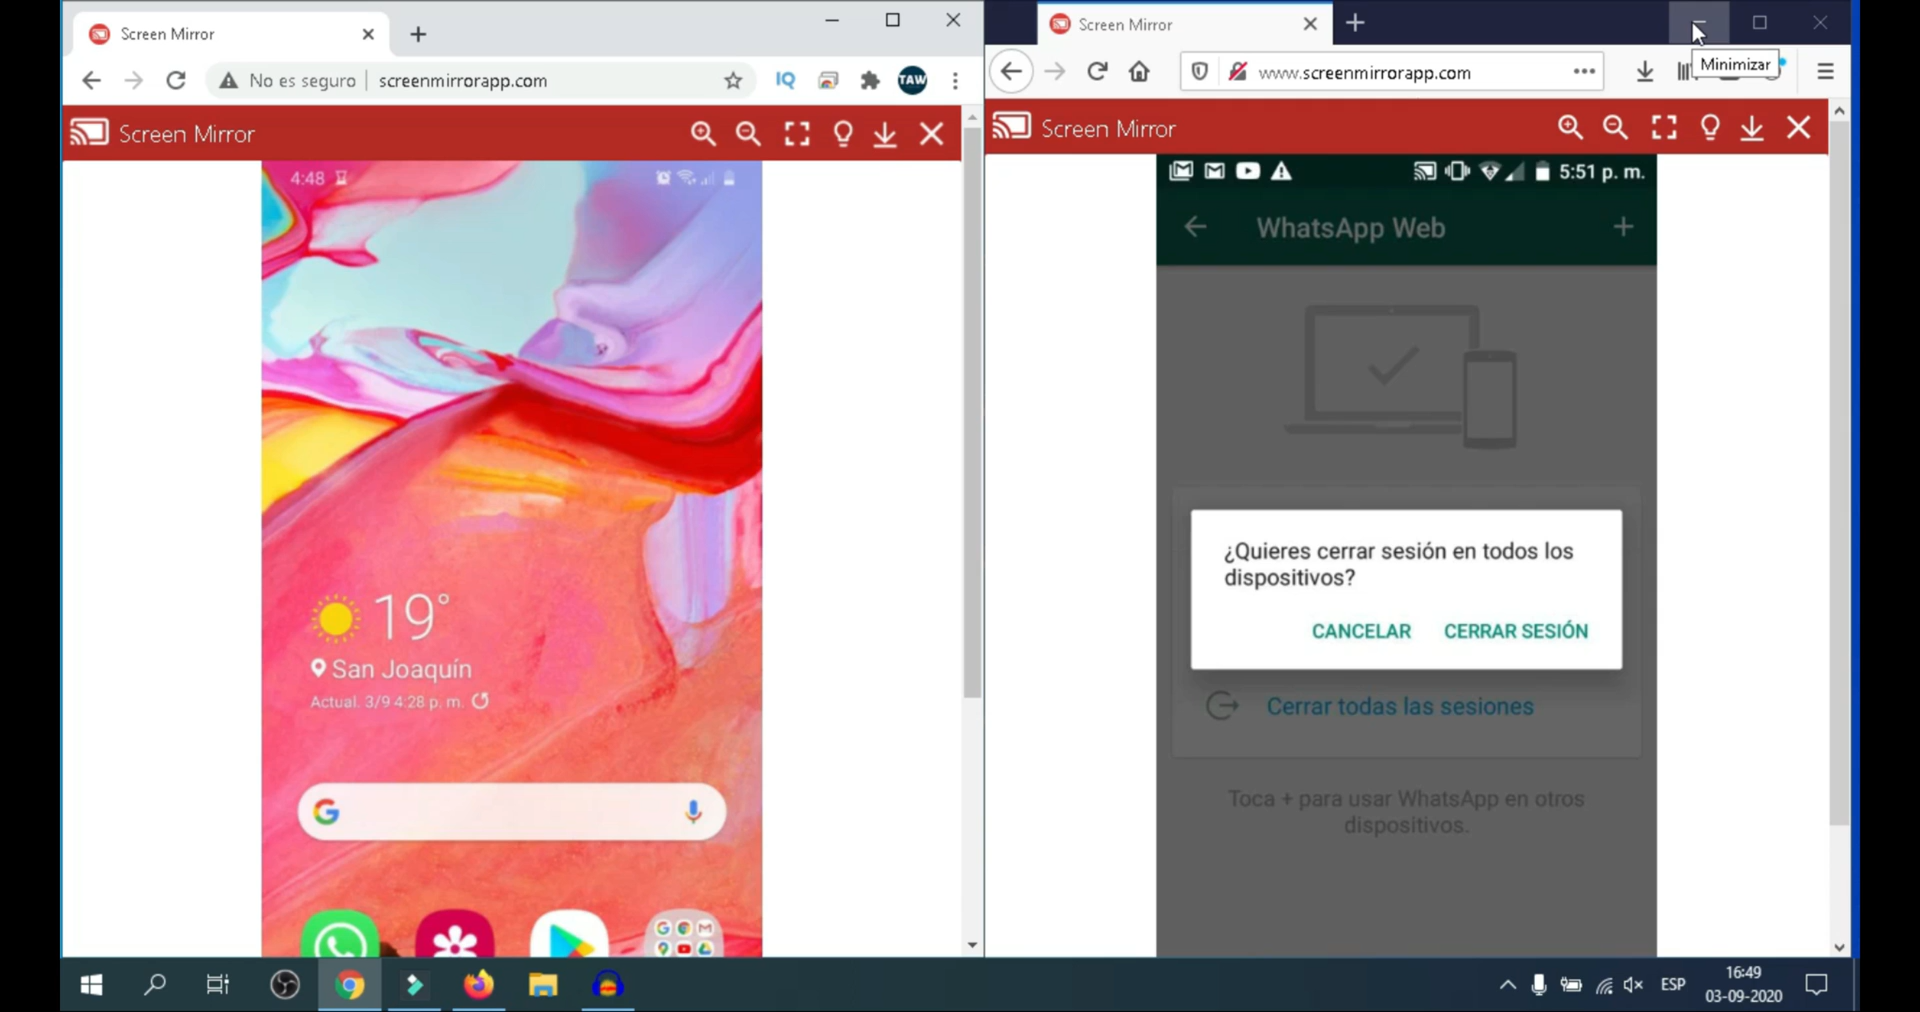 Screen Mirror
No es seguro
screenmirrorapp.com
IQ
TAW
Screen Mirror
4:48
19°
San Joaquín
Actual. 3/9 4:28 p. m.
Screen Mirror
www.screenmirrorapp.com
Minimizar
Screen Mirror
5:51 p. m.
WhatsApp Web
¿Quieres cerrar sesión en todos los
dispositivos?
CANCELAR
CERRAR SESIÓN
Cerrar todas las sesiones
Toca + para usar WhatsApp en otros
dispositivos.
ESP
16:49
03-09-2020